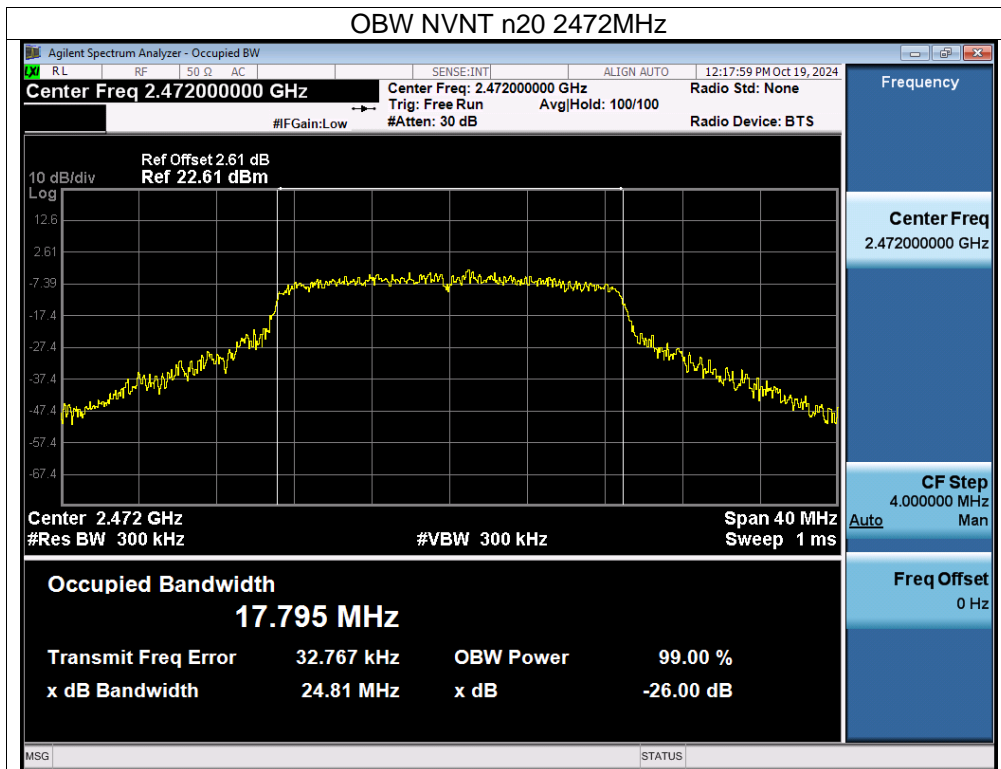 OBW NVNT n20 2472MHz
Agilent Spectrum Analyzer - Occupied BW
LXI RL RF 50 Ω AC SENSE:INT ALIGN AUTO 12:17:59 PM Oct 19, 2024
Center Freq 2.472000000 GHz Center Freq: 2.472000000 GHz Radio Std: None
Trig: Free Run Avg|Hold: 100/100
#IFGain:Low #Atten: 30 dB Radio Device: BTS
Frequency
Ref Offset 2.61 dB
10 dB/div Ref 22.61 dBm
Log
12.6
2.61
-7.39
-17.4
-27.4
-37.4
-47.4
-57.4
-67.4
Center 2.472 GHz Span 40 MHz
#Res BW 300 kHz #VBW 300 kHz Sweep 1 ms
Center Freq
2.472000000 GHz
CF Step
4.000000 MHz
Auto Man
Freq Offset
0 Hz
Occupied Bandwidth
17.795 MHz
Transmit Freq Error 32.767 kHz OBW Power 99.00 %
x dB Bandwidth 24.81 MHz x dB -26.00 dB
MSG STATUS